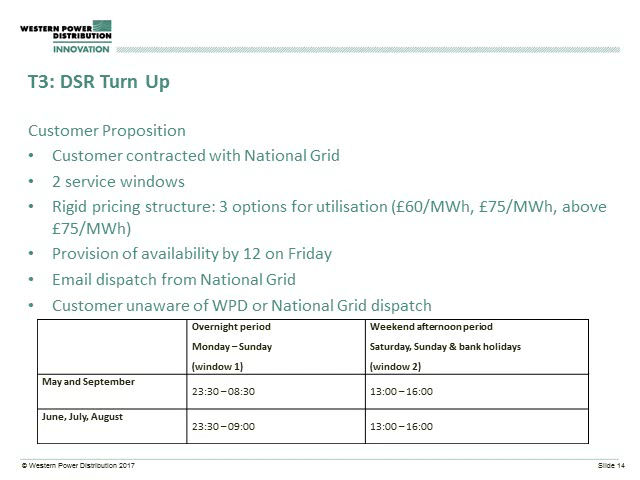 WESTERN POWER
DISTRIBUTION
INNOVATION
T3: DSR Turn Up
Customer Proposition
• Customer contracted with National Grid
• 2 service windows
• Rigid pricing structure: 3 options for utilisation (£60/MWh, £75/MWh, above
£75/MWh)
• Provision of availability by 12 on Friday
• Email dispatch from National Grid
• Customer unaware of WPD or National Grid dispatch
Overnight period
Monday – Sunday
(window 1)
Weekend afternoon period
Saturday, Sunday & bank holidays
(window 2)
May and September
23:30 – 08:30
13:00 – 16:00
June, July, August
23:30 – 09:00
13:00 – 16:00
© Western Power Distribution 2017
Slide 14